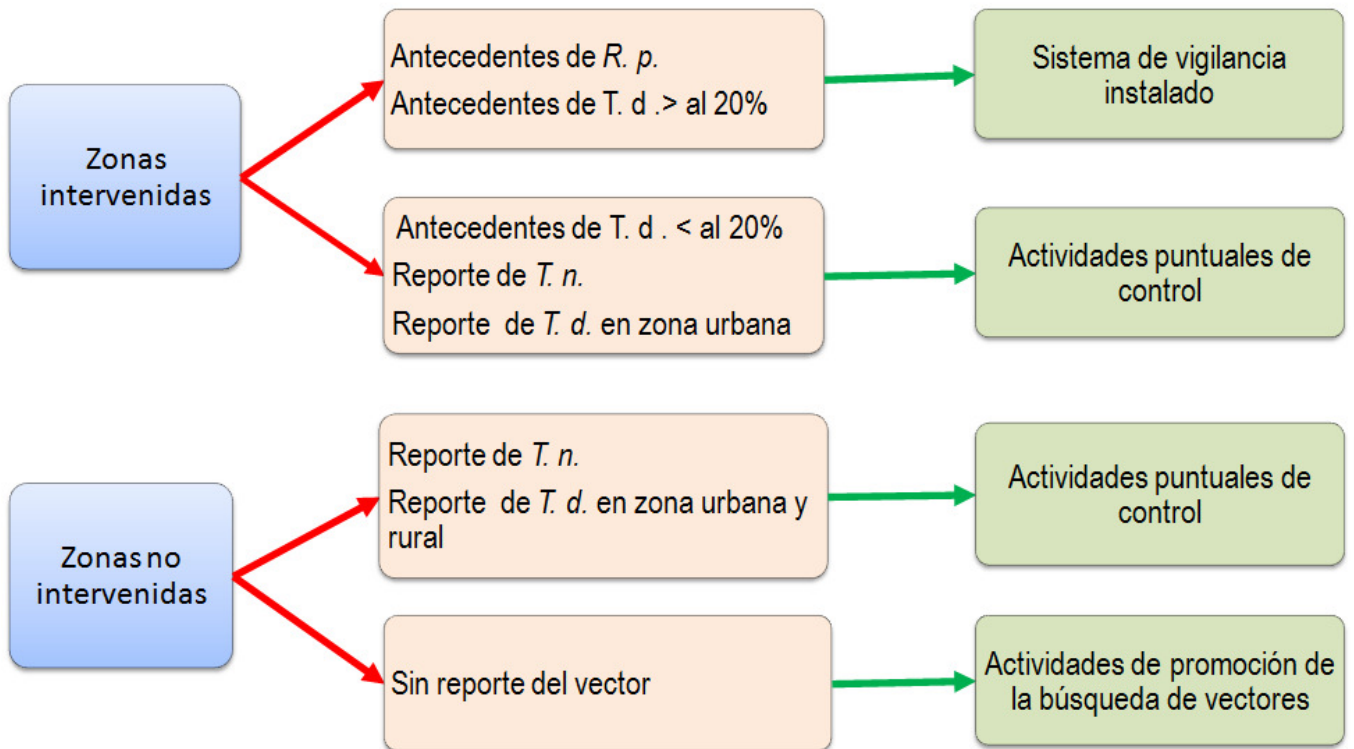 Zonas
intervenidas
Antecedentes de R. p.
Antecedentes de T. d .> al 20%
Sistema de vigilancia
instalado
Antecedentes de T. d . < al 20%
Reporte de T. n.
Reporte de T. d. en zona urbana
Actividades puntuales de
control
Zonas no
intervenidas
Reporte de T. n.
Reporte de T. d. en zona urbana y
rural
Actividades puntuales de
control
Sin reporte del vector
Actividades de promoción de
la búsqueda de vectores